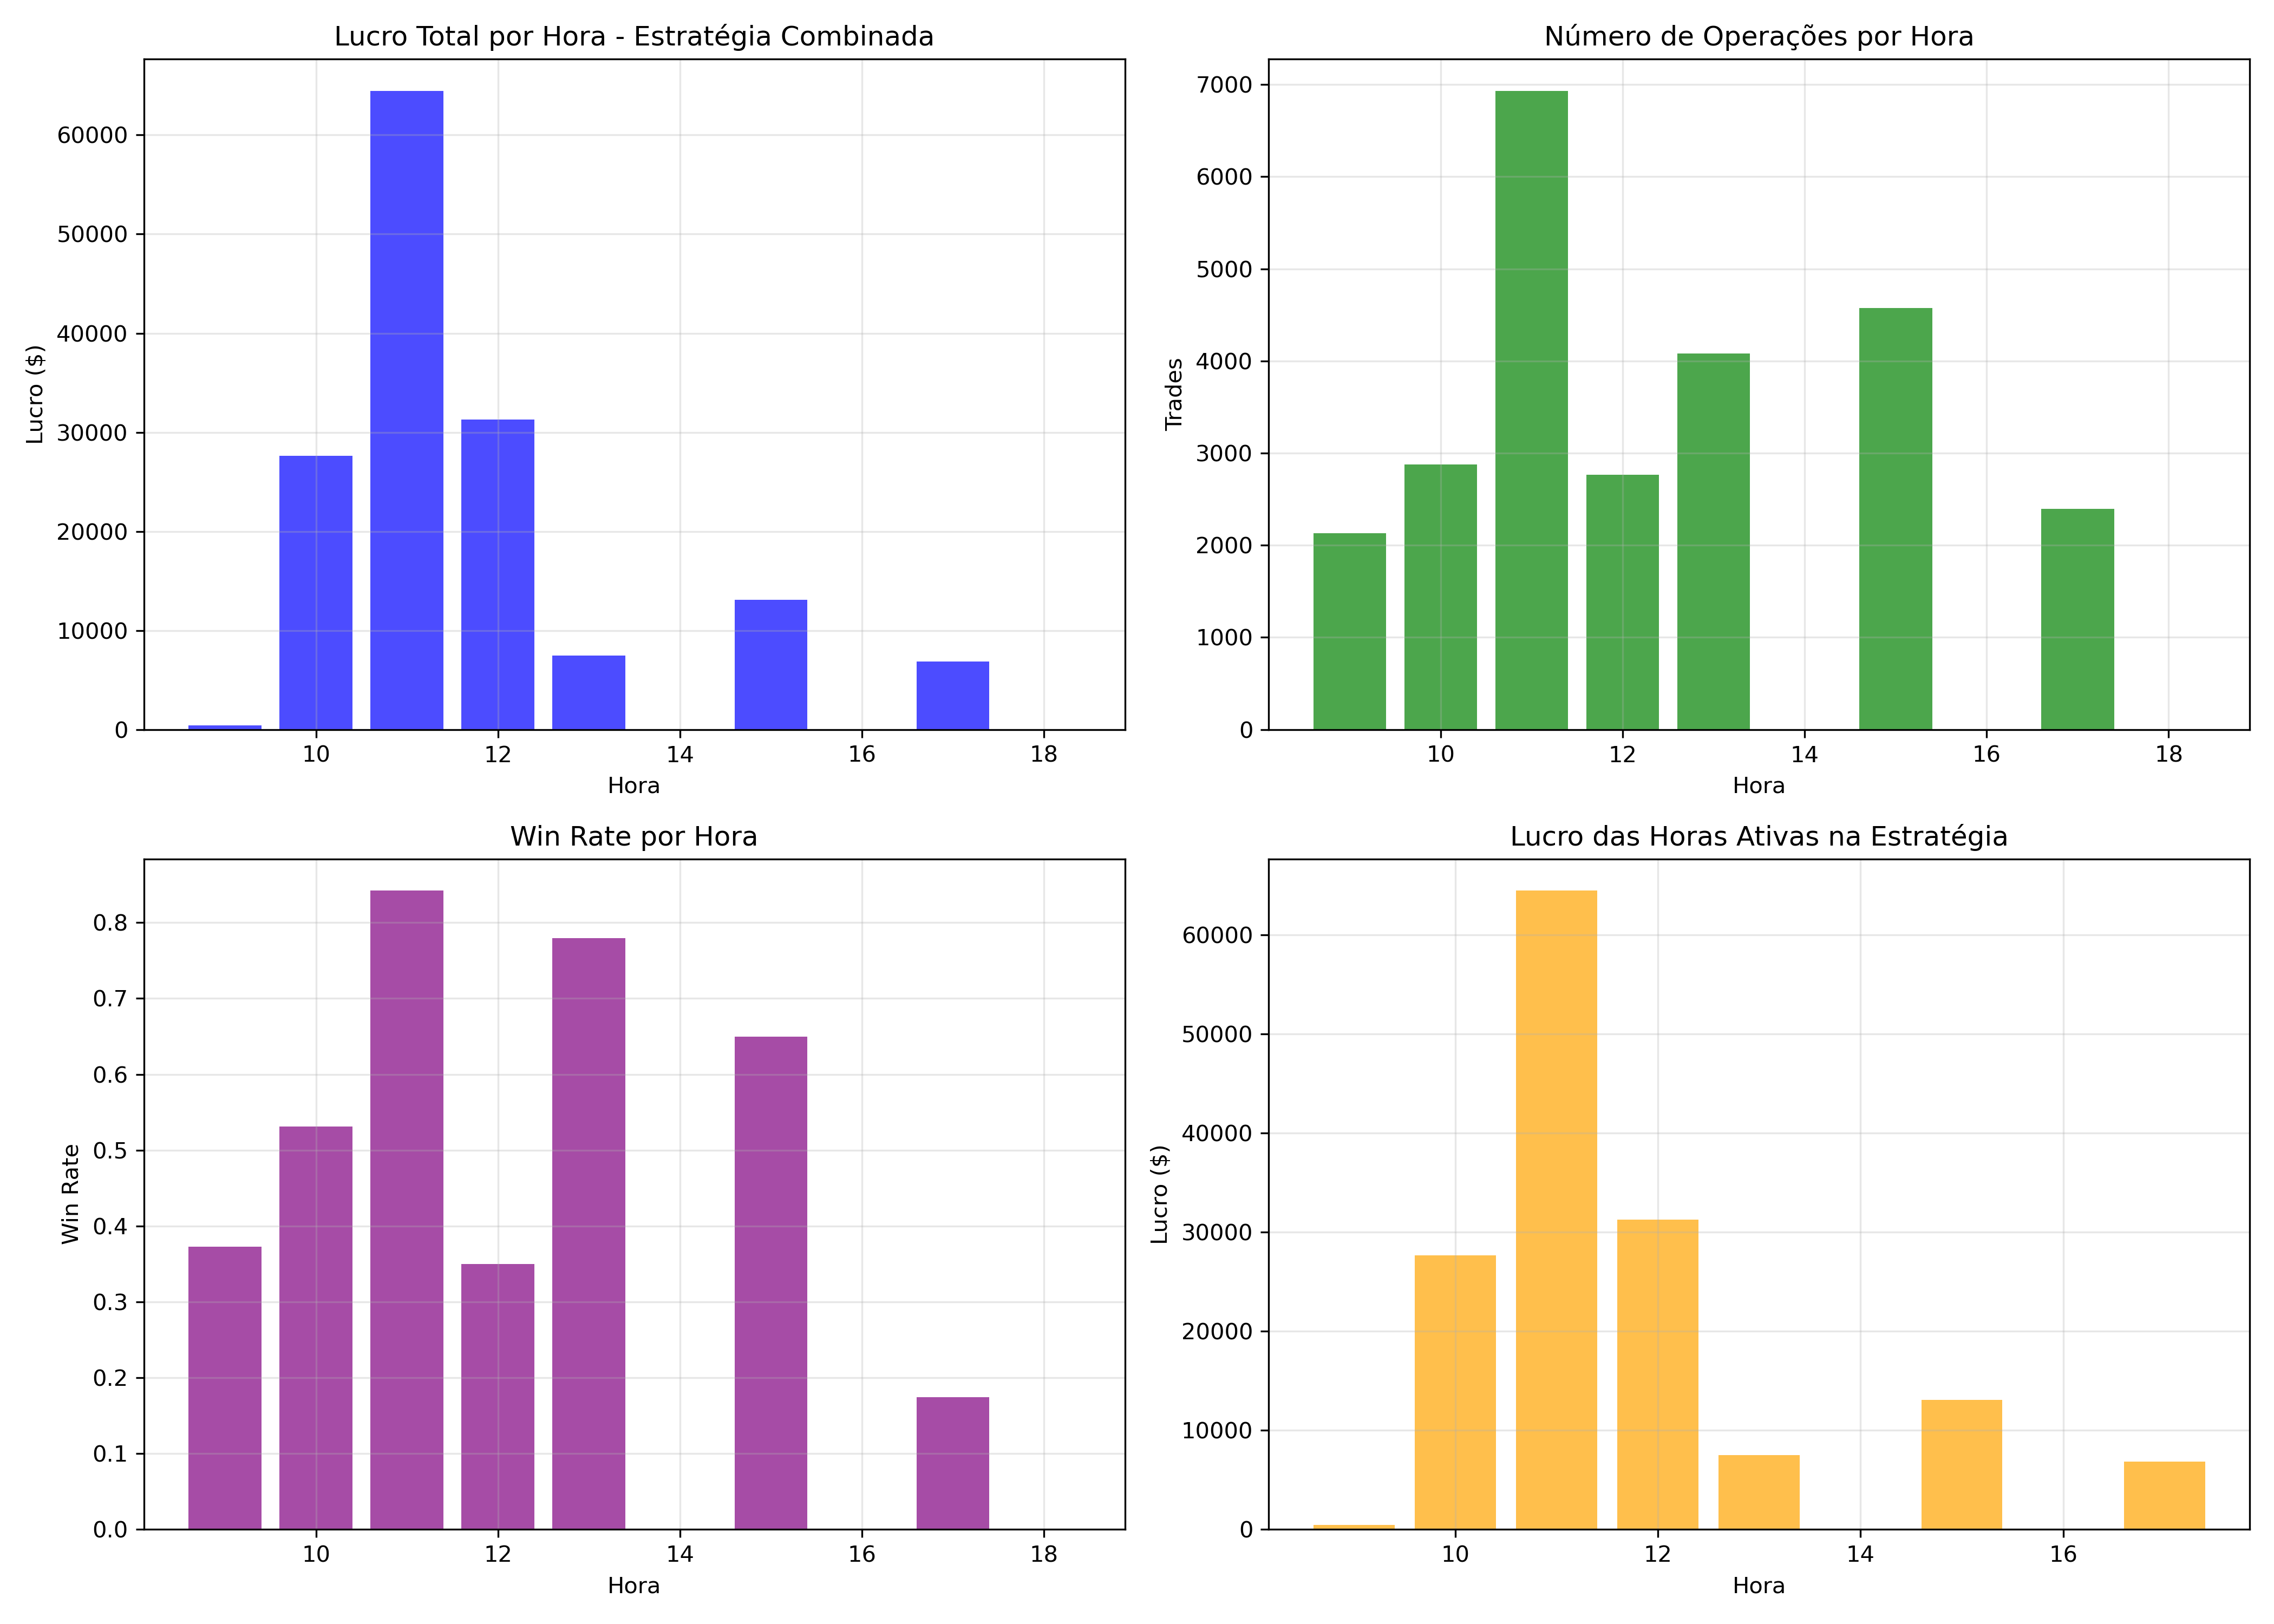 Lucro Total por Hora - Estratégia Combinada
Lucro ($)
60000
50000
40000
30000
20000
10000
0
10 12 14 16 18
Hora
Número de Operações por Hora
Trades
7000
6000
5000
4000
3000
2000
1000
0
10 12 14 16 18
Hora
Win Rate por Hora
Win Rate
0.8
0.7
0.6
0.5
0.4
0.3
0.2
0.1
0.0
10 12 14 16 18
Hora
Lucro das Horas Ativas na Estratégia
Lucro ($)
60000
50000
40000
30000
20000
10000
0
10 12 14 16
Hora